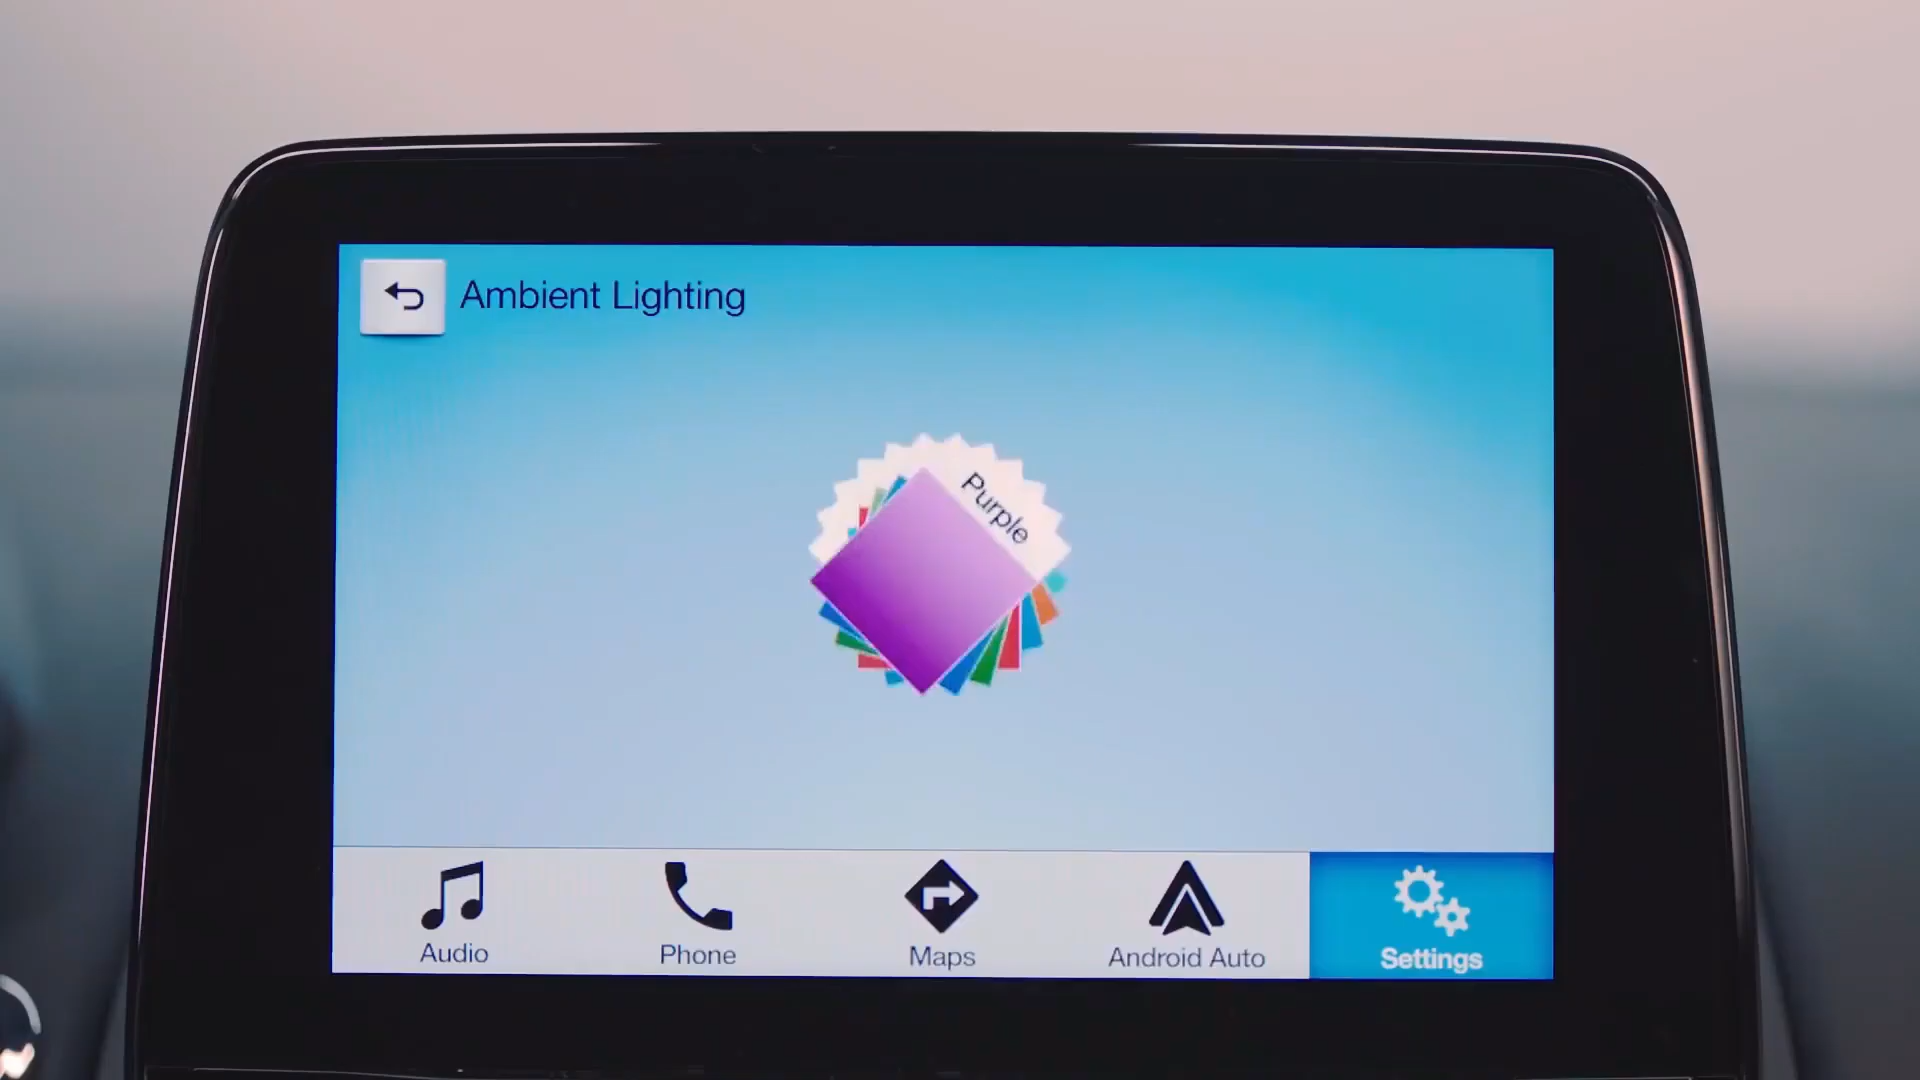 Ambient Lighting
Purple
Audio
Phone
Maps
Android Auto
Settings